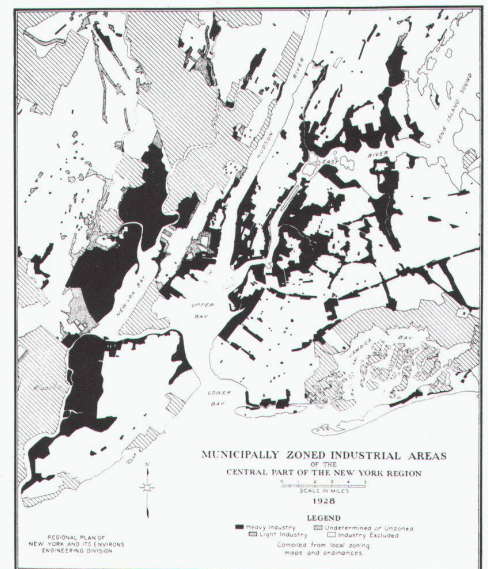 HUDSON RIVER
EAST RIVER
LONG ISLAND SOUND
NEWARK BAY
UPPER
BAY
JAMAICA BAY
LOWER
BAY
MUNICIPALLY ZONED INDUSTRIAL AREAS
OF THE
CENTRAL PART OF THE NEW YORK REGION
SCALE IN MILES
1928
N
LEGEND
Heavy Industry Undetermined or Unzoned
Light Industry Industry Excluded
Compiled from local zoning
maps and ordinances
REGIONAL PLAN OF
NEW YORK AND ITS ENVIRONS
ENGINEERING DIVISION